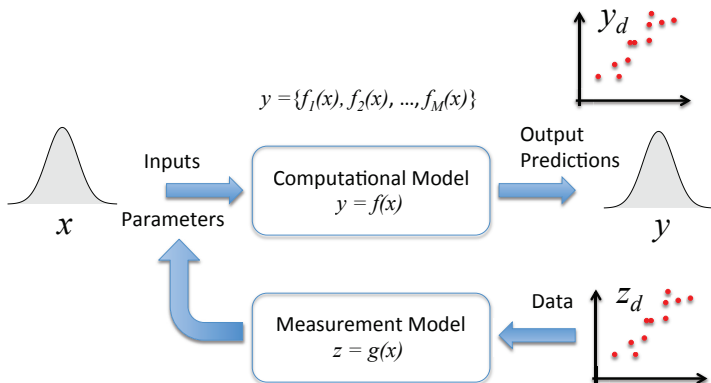 y_d
y ={f_1(x), f_2(x), ..., f_M(x)}
Inputs
Computational Model
y = f(x)
Output
Predictions
x
Parameters
y
Data
z_d
Measurement Model
z = g(x)